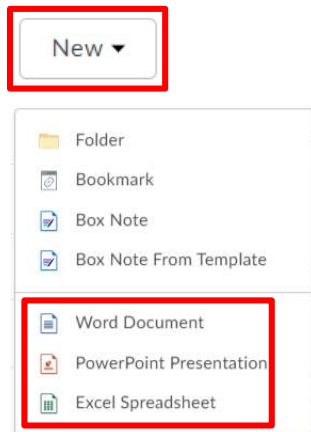 New
Folder
Bookmark
Box Note
Box Note From Template
Word Document
PowerPoint Presentation
Excel Spreadsheet